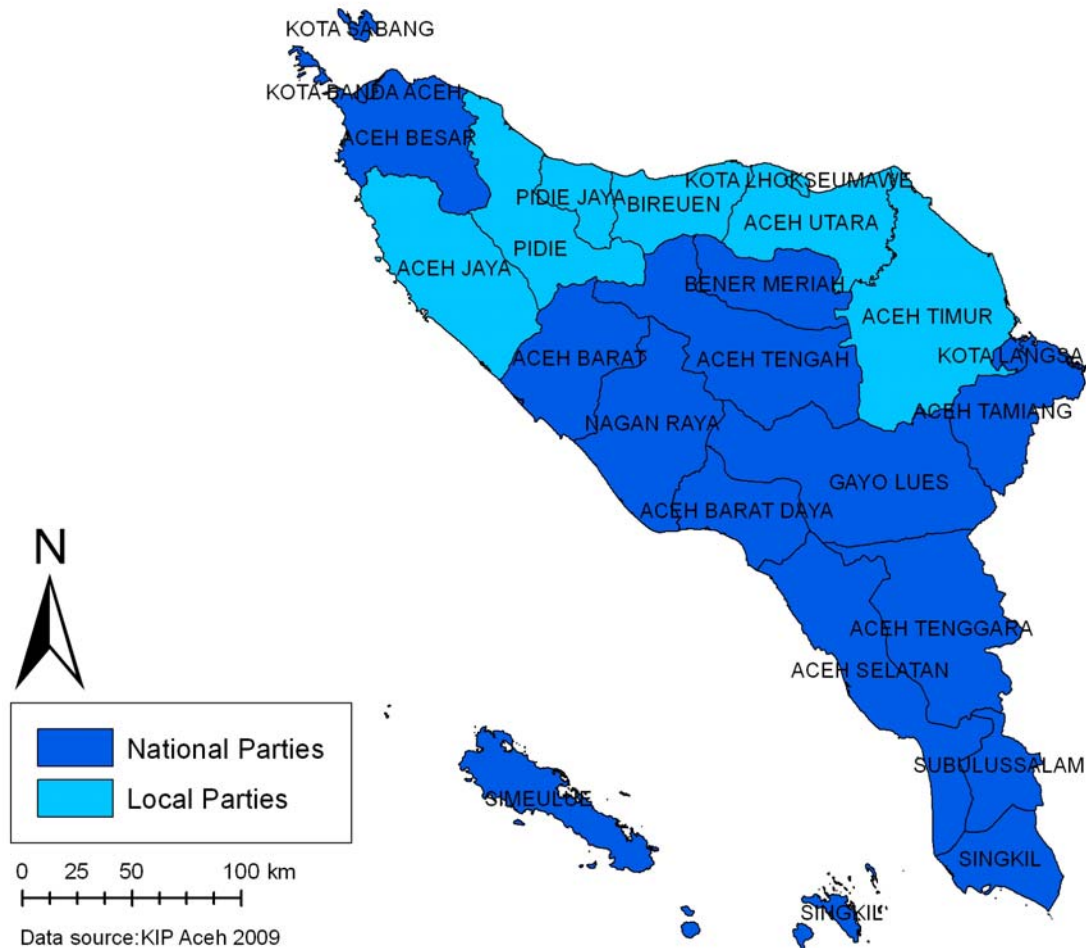 KOTA SABANG
KOTA BANDA ACEH
ACEH BESAR
KOTA LHOKSEUMAWE
PIDIE JAYA
BIREUEN
ACEH UTARA
PIDIE
ACEH JAYA
BENER MERIAH
ACEH TIMUR
ACEH BARAT
ACEH TENGAH
KOTA LANGSA
ACEH TAMIANG
NAGAN RAYA
GAYO LUES
ACEH BARAT DAYA
N
ACEH TENGGARA
ACEH SELATAN
National Parties
Local Parties
SUBULUSSALAM
SIMEULUE
SINGKIL
0 25 50 100 km
SINGKIL
Data source:KIP Aceh 2009